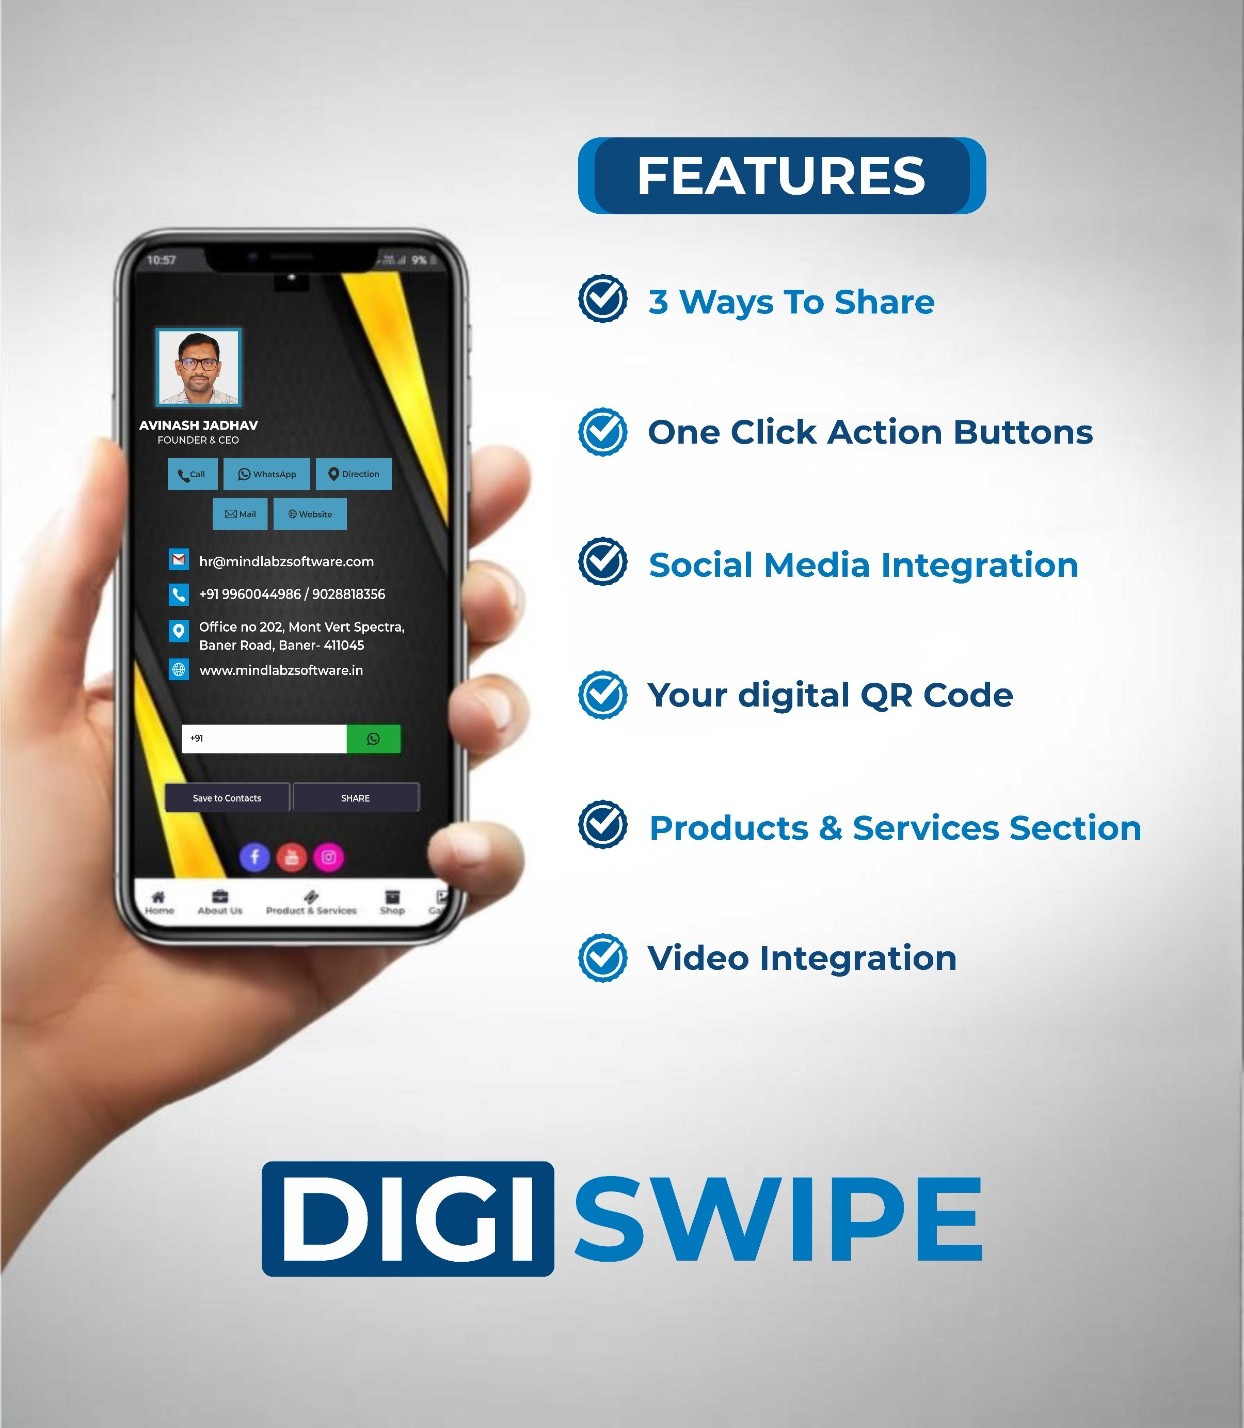 FEATURES
3 Ways To Share
One Click Action Buttons
Social Media Integration
Your digital QR Code
Products & Services Section
Video Integration
10:57
9%
AVINASH JADHAV
FOUNDER & CEO
Call WhatsApp Direction
Mail Website
hr@mindlabzsoftware.com
+91 9960044986 / 9028818356
Office no 202, Mont Vert Spectra,
Baner Road, Baner- 411045
www.mindlabzsoftware.in
+91
Save to Contacts SHARE
Home About Us Product & Services Shop
DIGI SWIPE